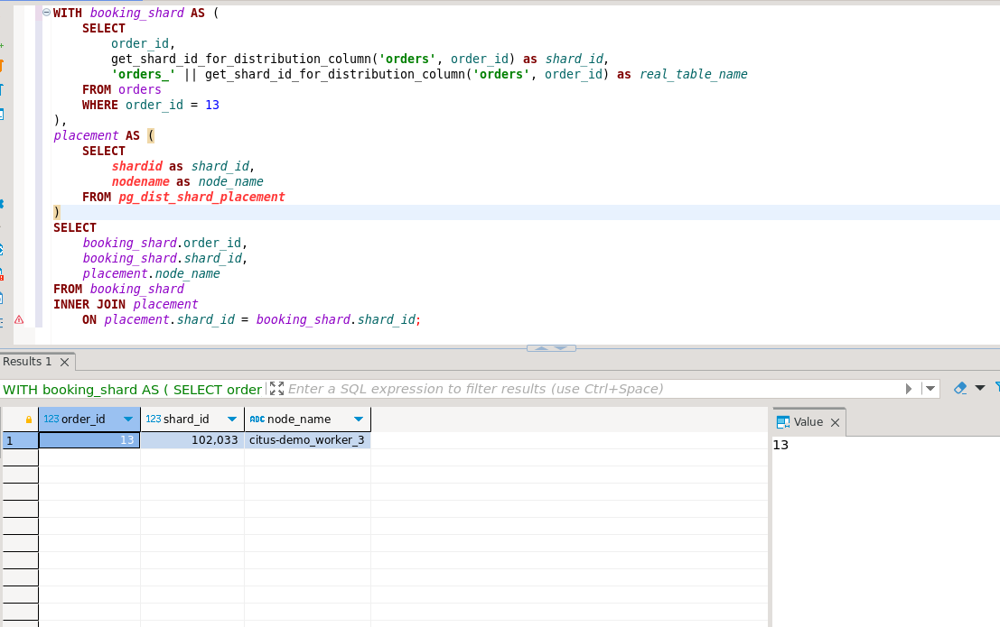 WITH booking_shard AS (
SELECT
order_id,
get_shard_id_for_distribution_column('orders', order_id) as shard_id,
'orders_' || get_shard_id_for_distribution_column('orders', order_id) as real_table_name
FROM orders
WHERE order_id = 13
),
placement AS (
SELECT
shardid as shard_id,
nodename as node_name
FROM pg_dist_shard_placement
)
SELECT
booking_shard.order_id,
booking_shard.shard_id,
placement.node_name
FROM booking_shard
INNER JOIN placement
ON placement.shard_id = booking_shard.shard_id;
Results 1
WITH booking_shard AS ( SELECT order
Enter a SQL expression to filter results (use Ctrl+Space)
123 order_id 123 shard_id ABC node_name
Value
1 13 102,033 citus-demo_worker_3
13